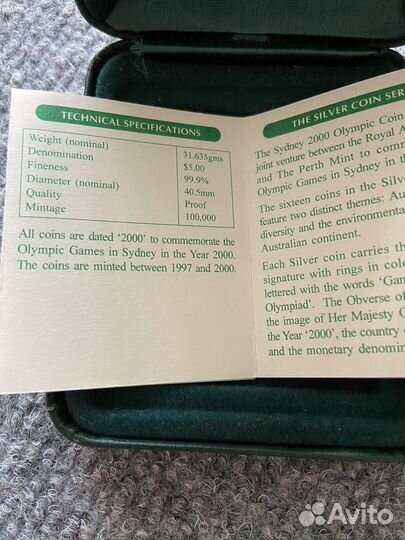 TECHNICAL SPECIFICATIONS
Weight (nominal) 31.635gms
Denomination $5.00
Fineness 99.9%
Diameter (nominal) 40.5mm
Quality Proof
Mintage 100,000
All coins are dated '2000' to commemorate the
Olympic Games in Sydney in the Year 2000.
The coins are minted between 1997 and 2000.
THE SILVER COIN SER
The Sydney 2000 Olympic Coin
joint venture between the Royal A
and The Perth Mint to comm
Olympic Games in Sydney in th
The sixteen coins in the Silv
feature two distinct themes: Au
diversity and the environmenta
Australian continent.
Each Silver coin carries th
signature with rings in colo
lettered with the words 'Gam
Olympiad'. The Obverse of
the image of Her Majesty Q
the Year '2000', the country o
and the monetary denomin
Avito